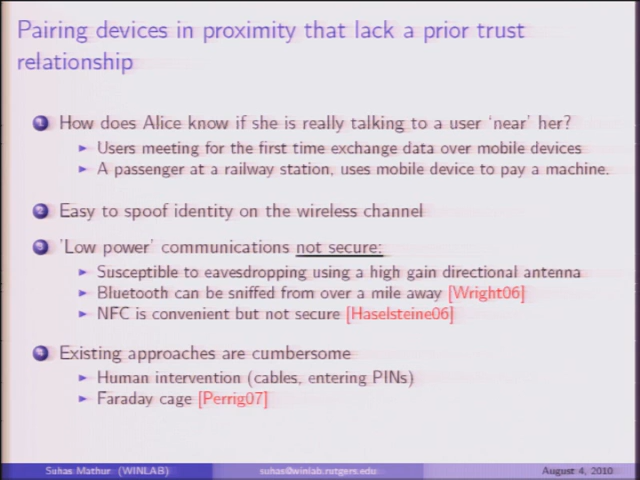 Pairing devices in proximity that lack a prior trust
relationship
1 How does Alice know if she is really talking to a user 'near' her?
► Users meeting for the first time exchange data over mobile devices
► A passenger at a railway station, uses mobile device to pay a machine.
2 Easy to spoof identity on the wireless channel
3 'Low power' communications not secure:
► Susceptible to eavesdropping using a high gain directional antenna
► Bluetooth can be sniffed from over a mile away [Wright06]
► NFC is convenient but not secure [Haselsteine06]
4 Existing approaches are cumbersome
► Human intervention (cables, entering PINs)
► Faraday cage [Perrig07]
Suhas Mathur (WINLAB) suhas@winlab.rutgers.edu August 4, 2010